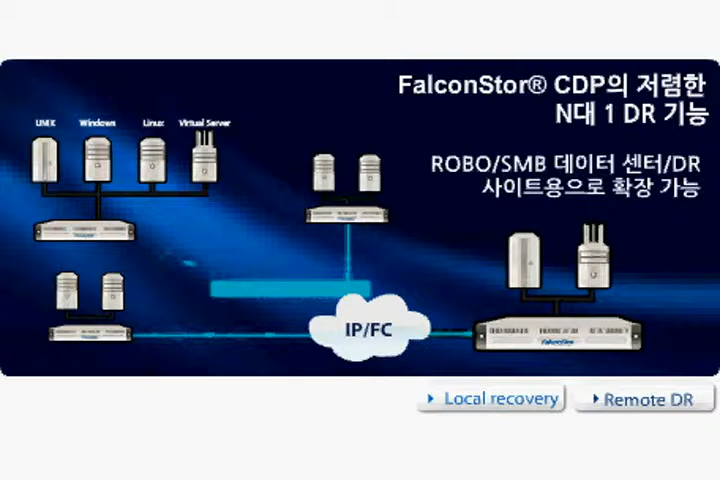 FalconStor® CDP의 저렴한
N대 1 DR 기능
UNIX Windows Linux Virtual Server
ROBO/SMB 데이터 센터/DR
사이트용으로 확장 가능
IP/FC
FalconStor
Local recovery
Remote DR